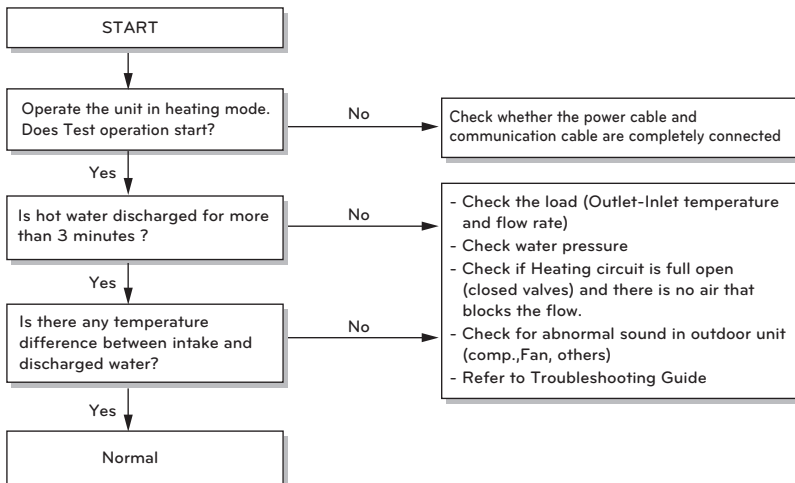 START
Operate the unit in heating mode.
Does Test operation start?
No
Check whether the power cable and
communication cable are completely connected
Yes
Is hot water discharged for more
than 3 minutes ?
No
- Check the load (Outlet-Inlet temperature
and flow rate)
- Check water pressure
- Check if Heating circuit is full open
(closed valves) and there is no air that
blocks the flow.
- Check for abnormal sound in outdoor unit
(comp.,Fan, others)
- Refer to Troubleshooting Guide
Yes
Is there any temperature
difference between intake and
discharged water?
No
Yes
Normal